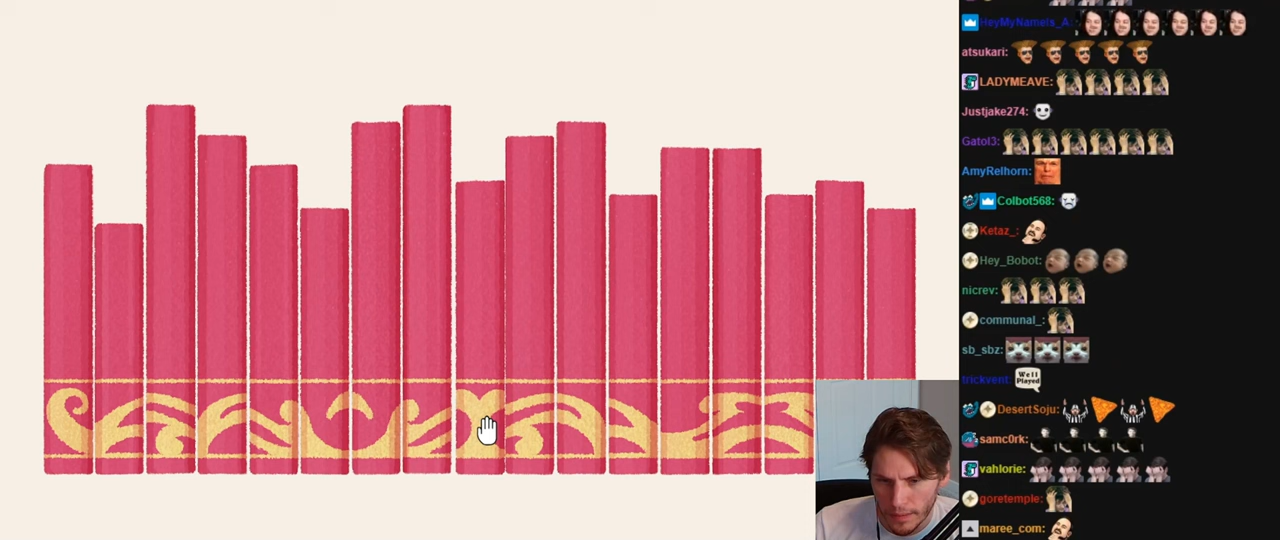 HeyMyNameIs_A:
atsukari:
LADYMEAVE:
Justjake274:
Gatol3:
AmyRelhorn:
Colbot568:
Ketaz_:
Hey_Bobot:
nicrev:
communal_:
sb_sbz:
trickvent: Well Played
DesertSoju:
samc0rk:
vahlorie:
goretemple:
maree_com: